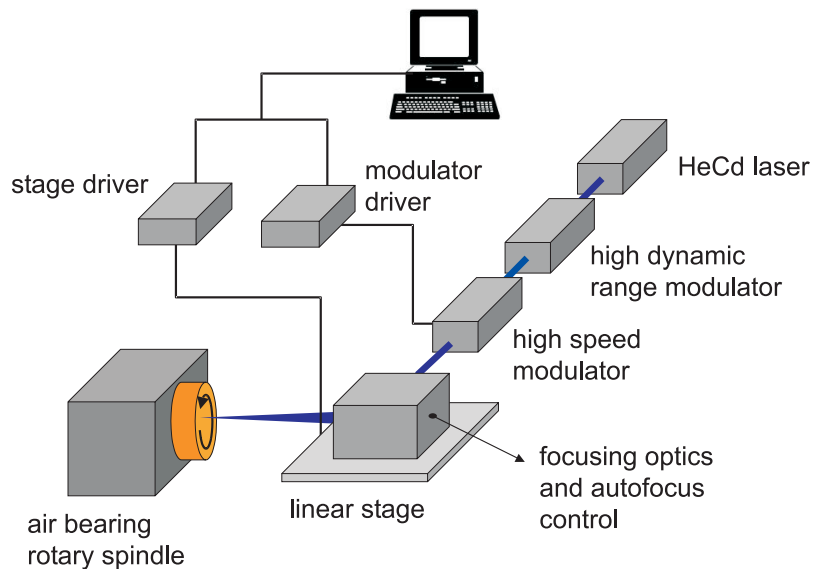 stage driver
modulator
driver
HeCd laser
high dynamic
range modulator
high speed
modulator
focusing optics
and autofocus
control
linear stage
air bearing
rotary spindle